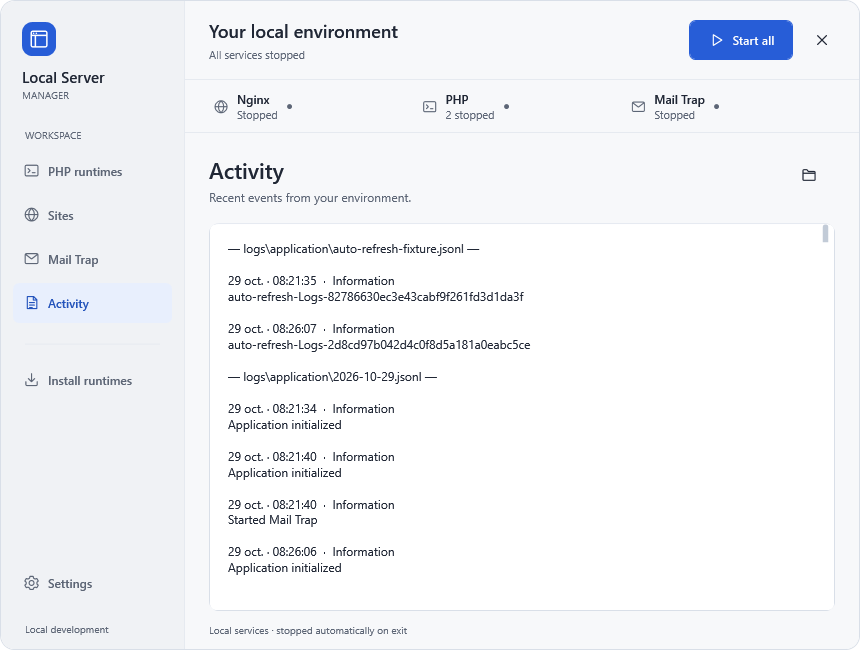 Local Server
MANAGER
WORKSPACE
PHP runtimes
Sites
Mail Trap
Activity
Install runtimes
Settings
Local development
Your local environment
All services stopped
Start all
Nginx
Stopped
PHP
2 stopped
Mail Trap
Stopped
Activity
Recent events from your environment.
— logs\application\auto-refresh-fixture.jsonl —
29 oct. · 08:21:35 · Information
auto-refresh-Logs-82786630ec3e43cabf9f261fd3d1da3f
29 oct. · 08:26:07 · Information
auto-refresh-Logs-2d8cd97b042d4c0f8d5a181a0eabc5ce
— logs\application\2026-10-29.jsonl —
29 oct. · 08:21:34 · Information
Application initialized
29 oct. · 08:21:40 · Information
Application initialized
29 oct. · 08:21:40 · Information
Started Mail Trap
29 oct. · 08:26:06 · Information
Application initialized
Local services · stopped automatically on exit